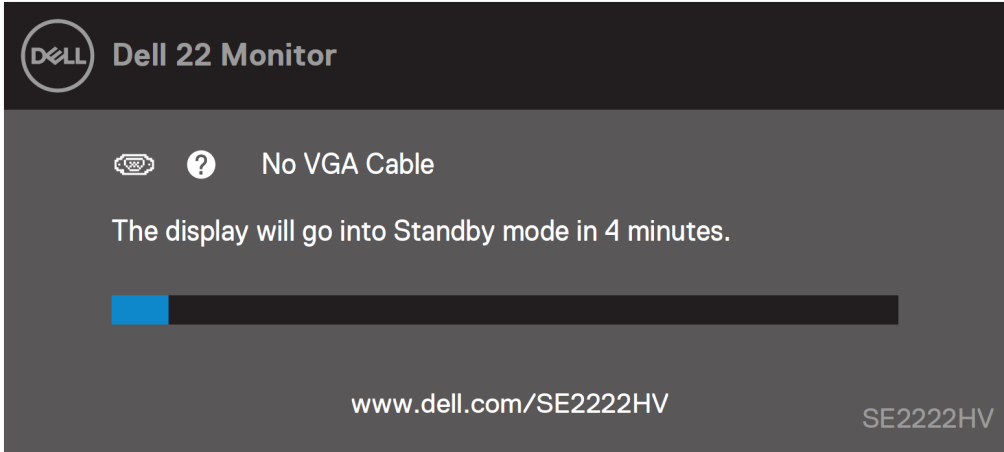 DELL
Dell 22 Monitor
? No VGA Cable
The display will go into Standby mode in 4 minutes.
www.dell.com/SE2222HV
SE2222HV